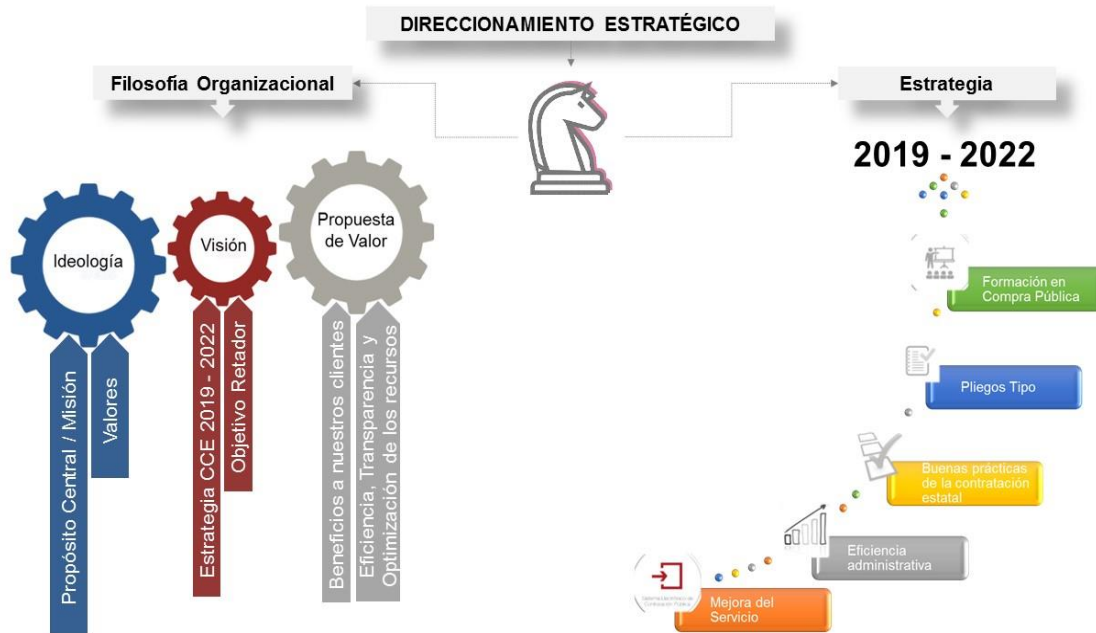 DIRECCIONAMIENTO ESTRATÉGICO
Filosofía Organizacional
Estrategia
2019 - 2022
Ideología
Visión
Propuesta
de Valor
Propósito Central / Misión
Valores
Estrategia CCE 2019 - 2022
Objetivo Retador
Beneficios a nuestros clientes
Eficiencia, Transparencia y
Optimización de los recursos
Formación en
Compra Pública
Pliegos Tipo
Buenas prácticas
de la contratación
estatal
Eficiencia
administrativa
Mejora del
Servicio